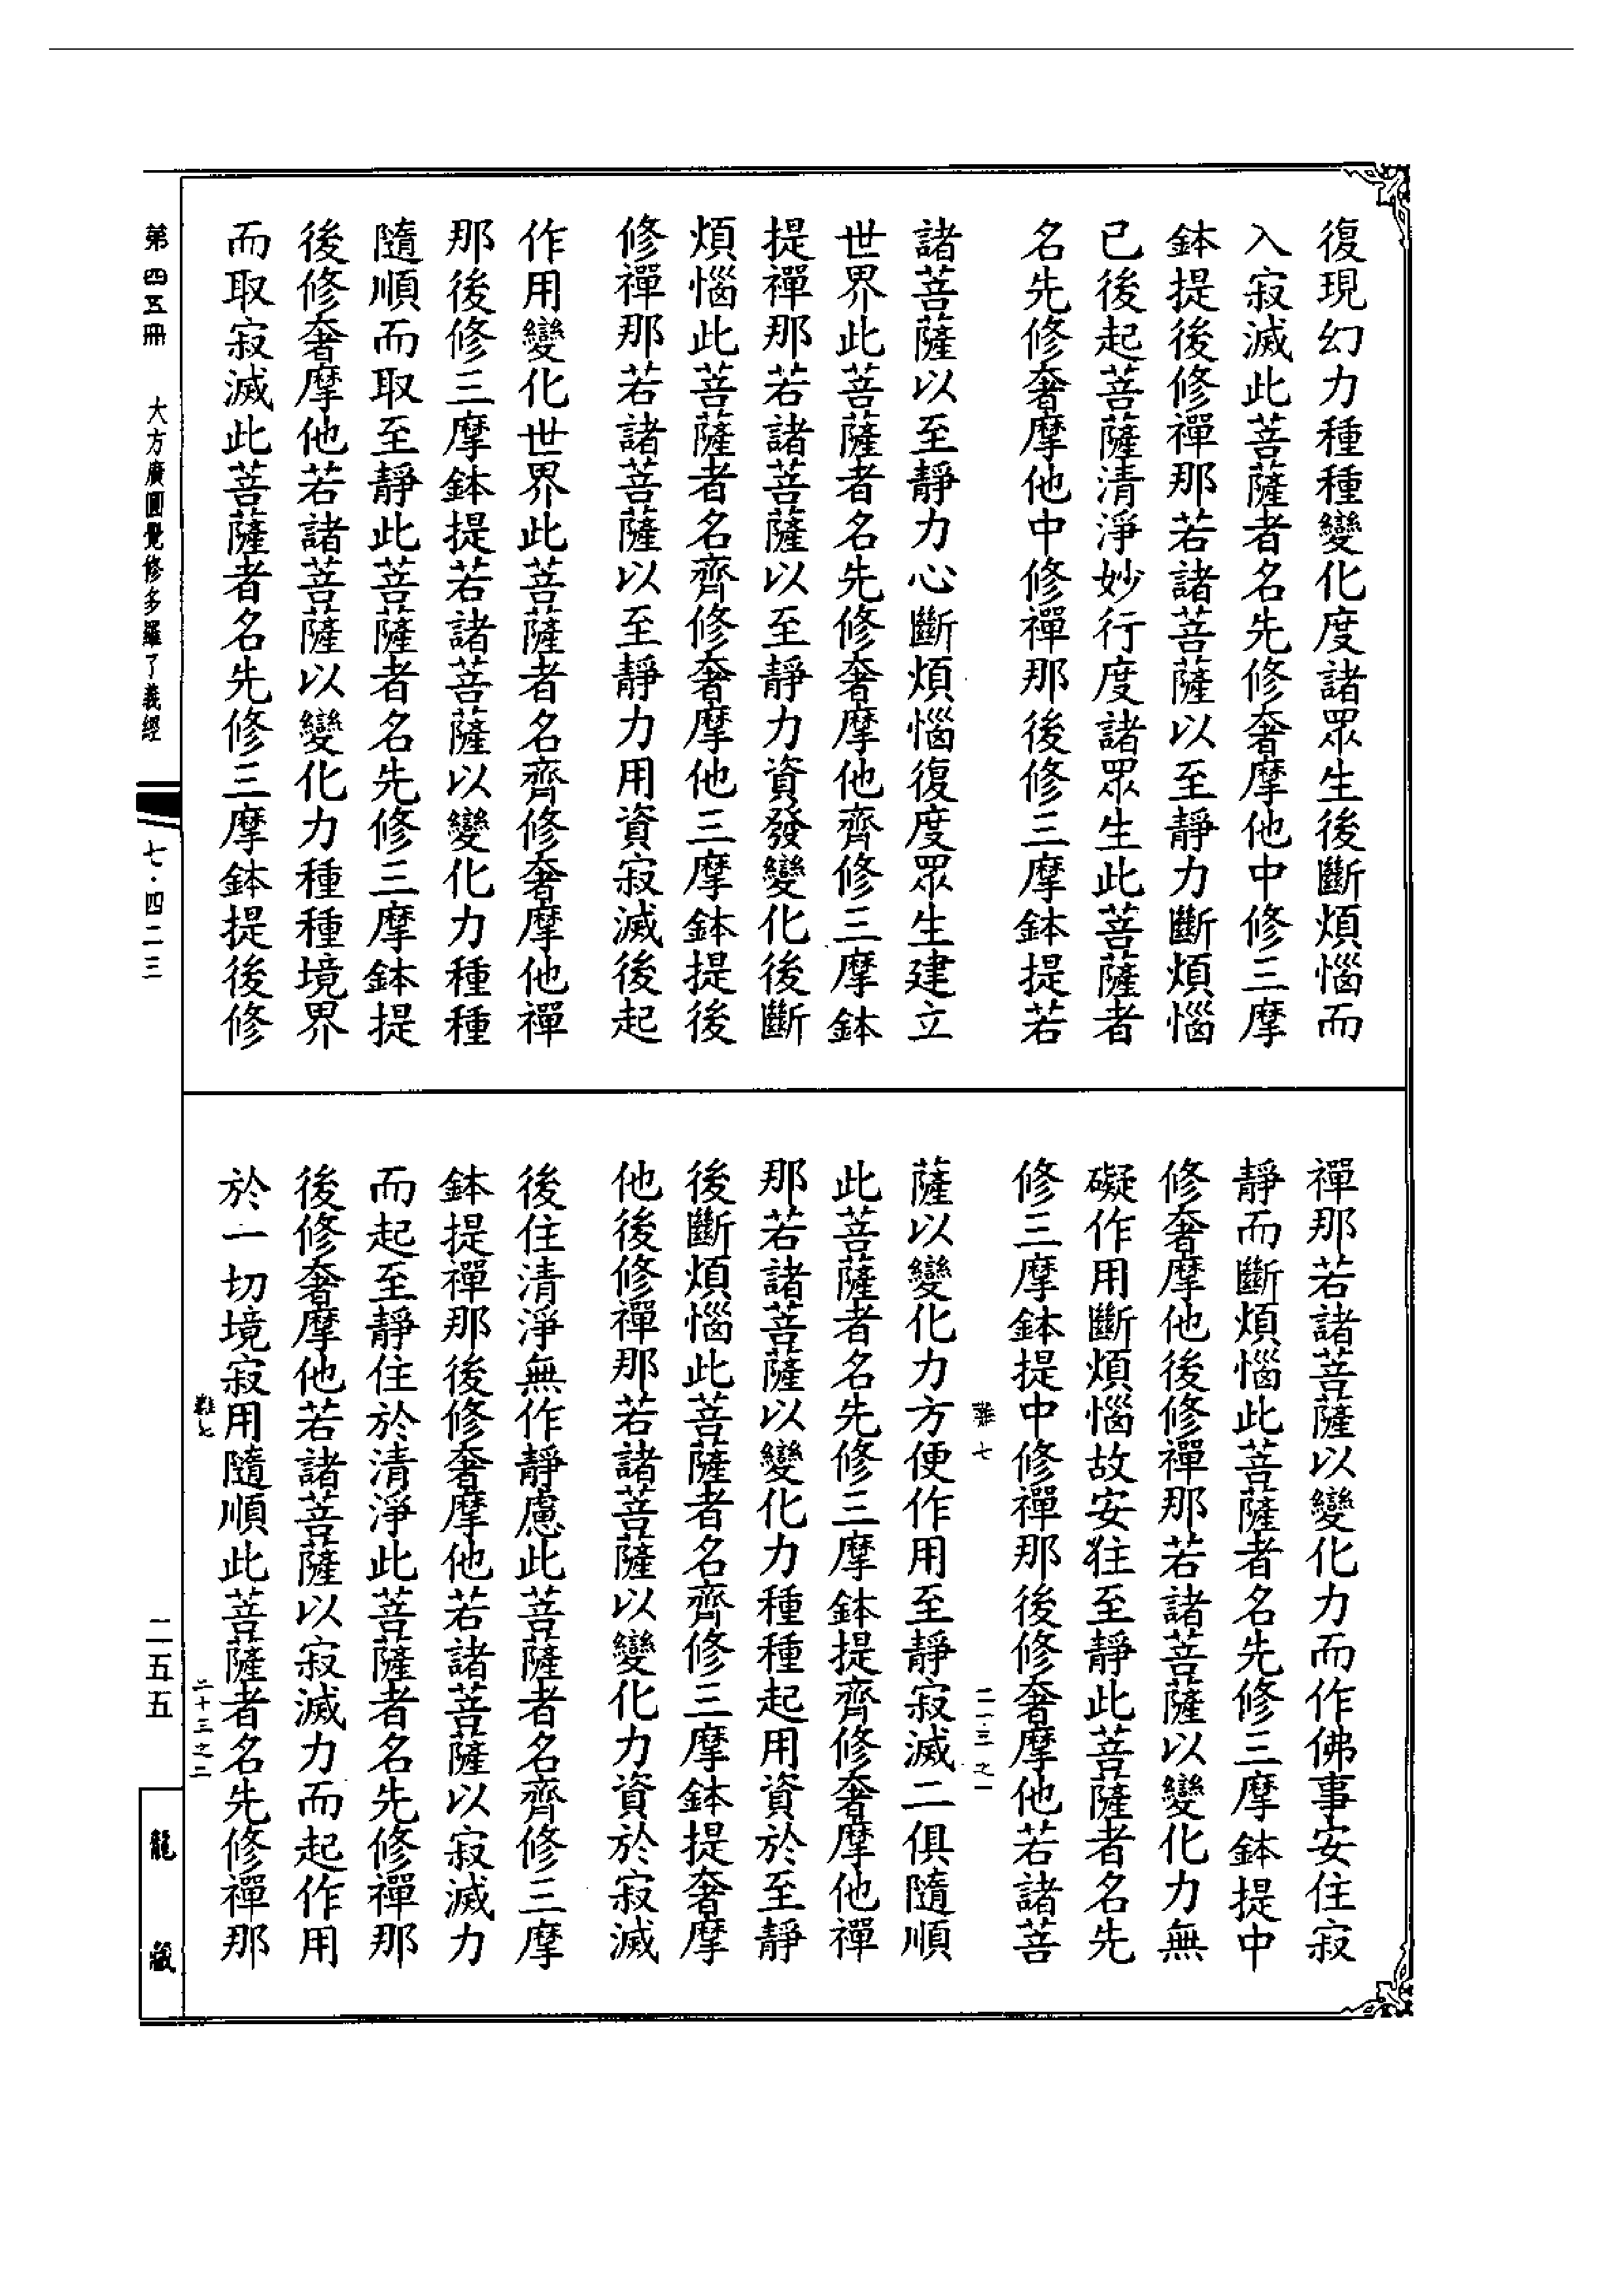 復現幻力種種變化度諸眾生後斷煩惱而
入寂滅此菩薩者名先修奢摩他中修三摩
鉢提後修禪那若諸菩薩以至靜力斷煩惱
已後起菩薩清淨妙行度諸眾生此菩薩者
名先修奢摩他中修禪那後修三摩鉢提若
諸菩薩以至靜力心斷煩惱復度眾生建立
世界此菩薩者名先修奢摩他齊修三摩鉢
提禪那若諸菩薩以至靜力資發變化後斷
煩惱此菩薩者名齊修奢摩他三摩鉢提後
修禪那若諸菩薩以至靜力用資寂滅後起
作用變化世界此菩薩者名齊修奢摩他禪
那後修三摩鉢提若諸菩薩以變化力種種
隨順而取至靜此菩薩者名先修三摩鉢提
後修奢摩他若諸菩薩以變化力種種境界
而取寂滅此菩薩者名先修三摩鉢提後修
禪那若諸菩薩以變化力而作佛事安住寂
靜而斷煩惱此菩薩者名先修三摩鉢提中
修奢摩他後修禪那若諸菩薩以變化力無
礙作用斷煩惱故安住至靜此菩薩者名先
修三摩鉢提中修禪那後修奢摩他若諸菩
難七 二十三之一
薩以變化力方便作用至靜寂滅二俱隨順
此菩薩者名先修三摩鉢提齊修奢摩他禪
那若諸菩薩以變化力種種起用資於至靜
後斷煩惱此菩薩者名齊修三摩鉢提奢摩
他後修禪那若諸菩薩以變化力資於寂滅
後住清淨無作靜慮此菩薩者名齊修三摩
鉢提禪那後修奢摩他若諸菩薩以寂滅力
而起至靜住於清淨此菩薩者名先修禪那
後修奢摩他若諸菩薩以寂滅力而起作用
於一切境寂用隨順此菩薩者名先修禪那
難七 二十三之二
第四五冊 大方廣圓覺修多羅了義經 七·四二三
二五五 龍藏